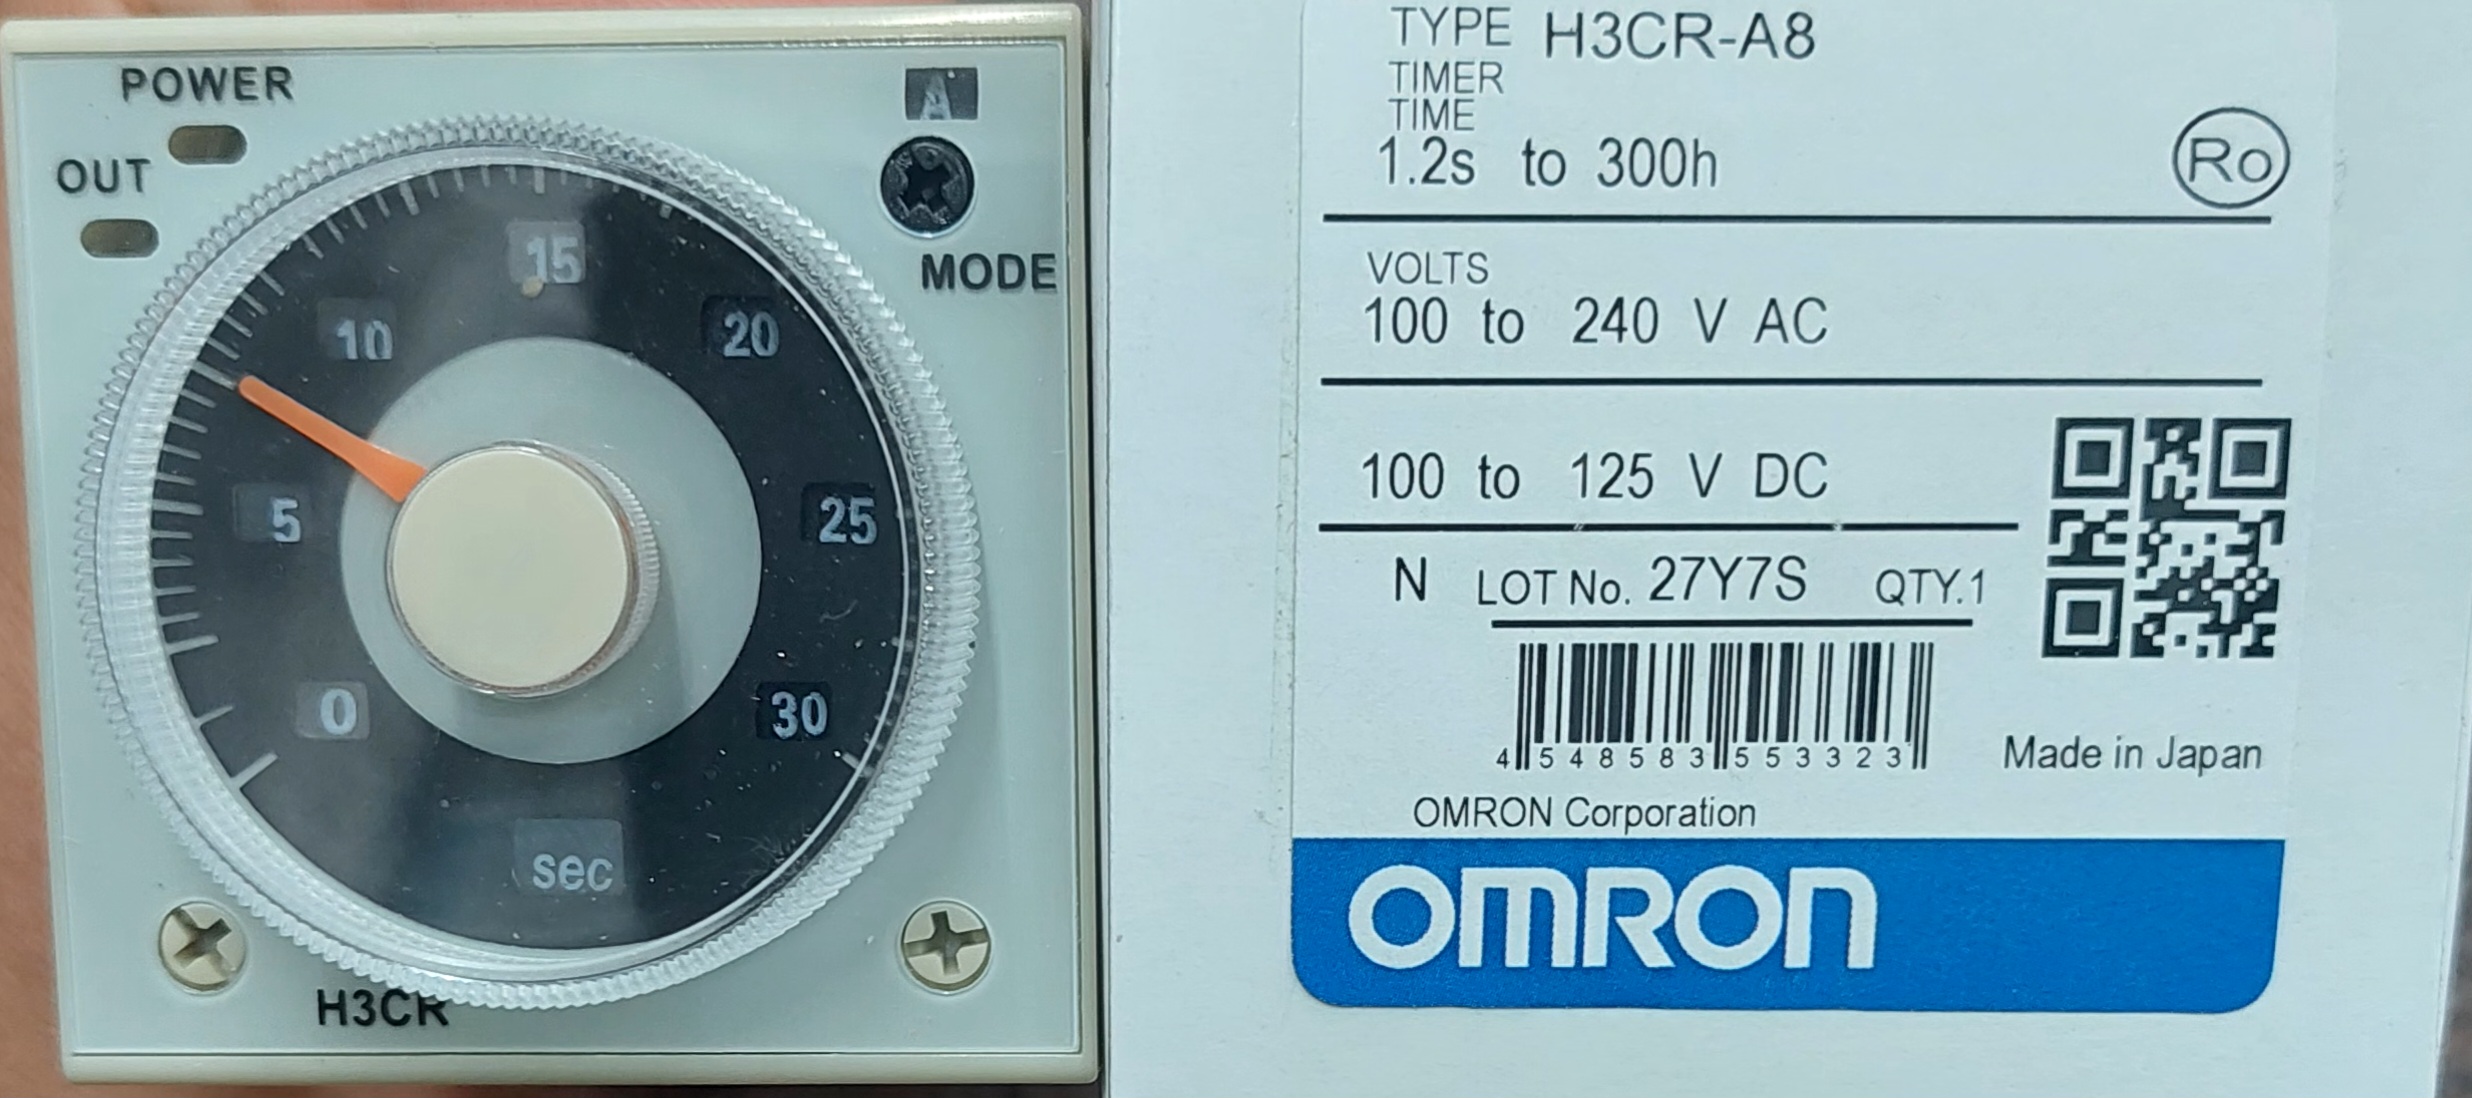 POWER
OUT
A
MODE
15
10
20
5
25
0
30
sec
H3CR
TYPE H3CR-A8
TIMER
TIME
1.2s to 300h
Ro
VOLTS
100 to 240 V AC
100 to 125 V DC
N LOT No. 27Y7S QTY.1
4 548583 553323
Made in Japan
OMRON Corporation
OMRON